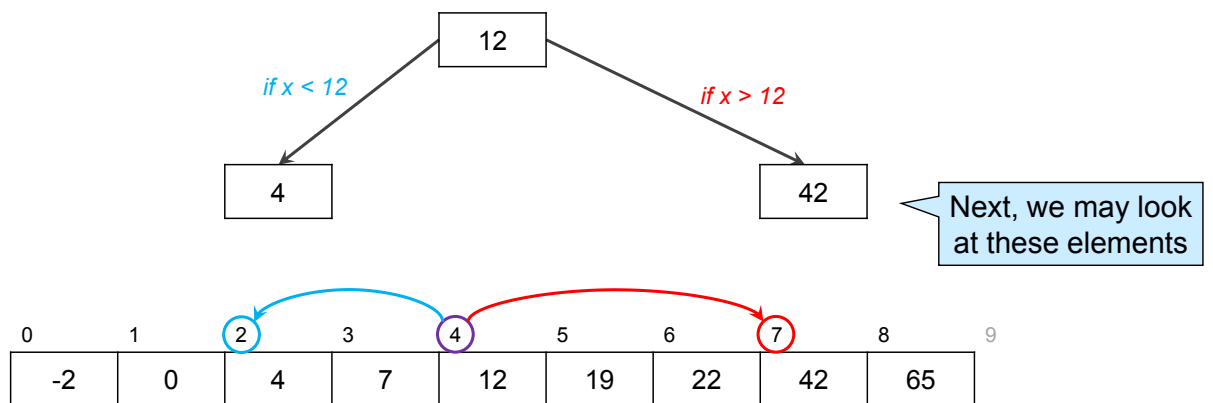 12
if x < 12
if x > 12
4
42
Next, we may look
at these elements
0 1 2 3 4 5 6 7 8 9
-2 0 4 7 12 19 22 42 65